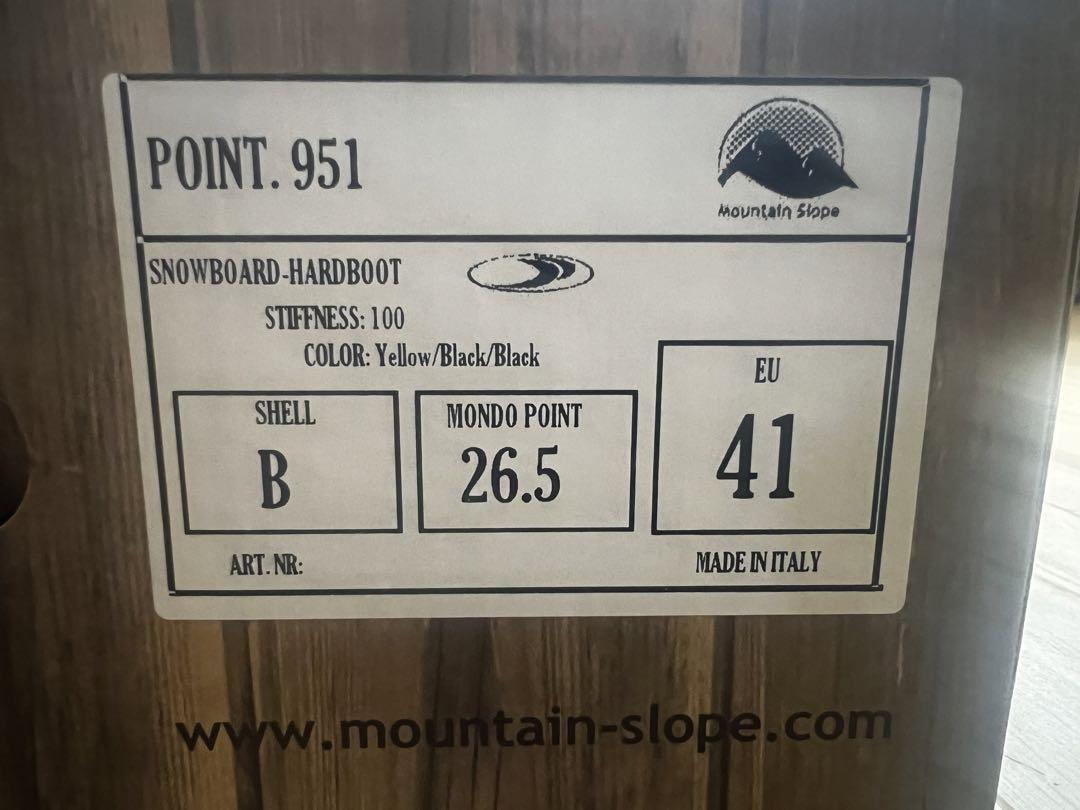 POINT. 951
Mountain Slope
SNOWBOARD-HARDBOOT
STIFFNESS: 100
COLOR: Yellow/Black/Black
SHELL
B
MONDO POINT
26.5
EU
41
ART. NR:
MADE IN ITALY
www.mountain-slope.com